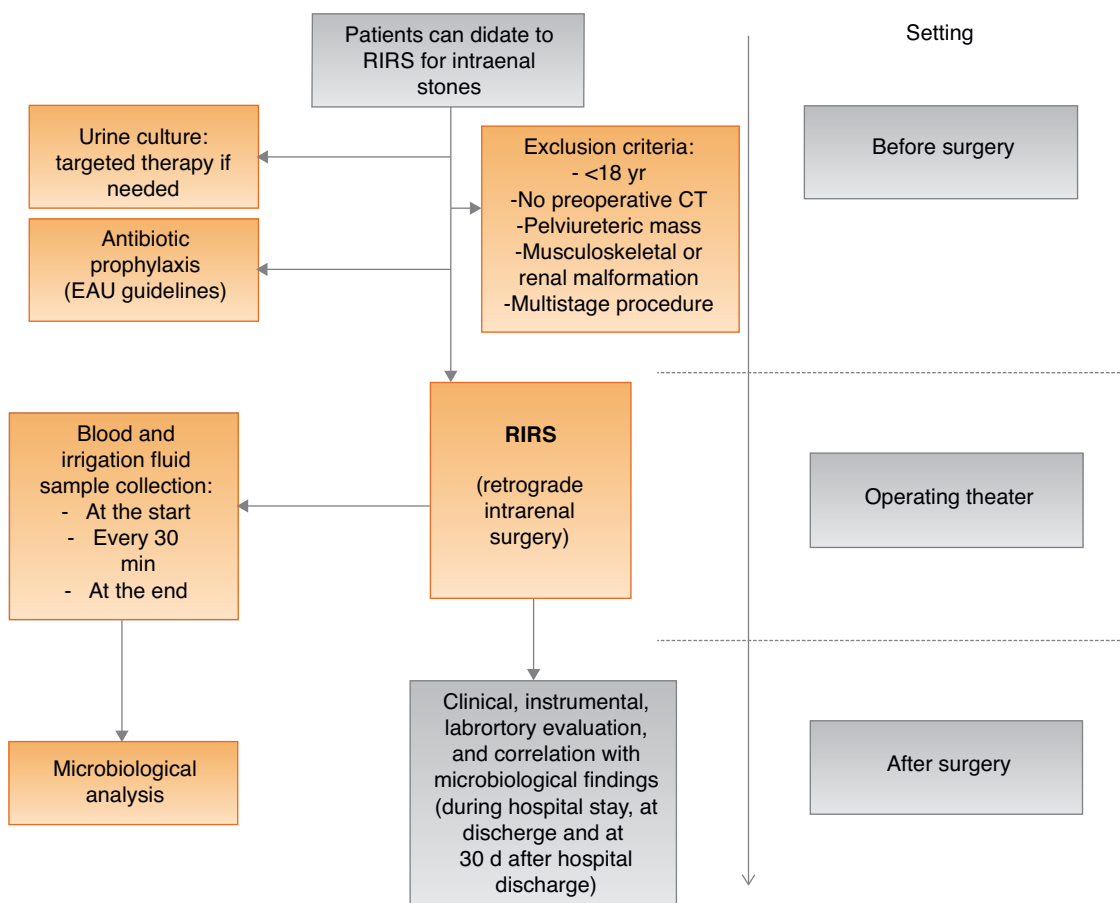 Patients can didate to
RIRS for intraenal
stones
Setting
Urine culture:
targeted therapy if
needed
Exclusion criteria:
- <18 yr
-No preoperative CT
-Pelviureteric mass
-Musculoskeletal or
renal malformation
-Multistage procedure
Before surgery
Antibiotic
prophylaxis
(EAU guidelines)
RIRS
(retrograde
intrarenal
surgery)
Blood and
irrigation fluid
sample collection:
- At the start
- Every 30
min
- At the end
Operating theater
Clinical, instrumental,
labrortory evaluation,
and correlation with
microbiological findings
(during hospital stay, at
discharge and at
30 d after hospital
discharge)
Microbiological
analysis
After surgery